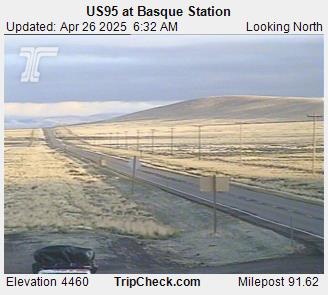 US95 at Basque Station
Updated: Apr 26 2025 6:32 AM Looking North
Elevation 4460 TripCheck.com Milepost 91.62